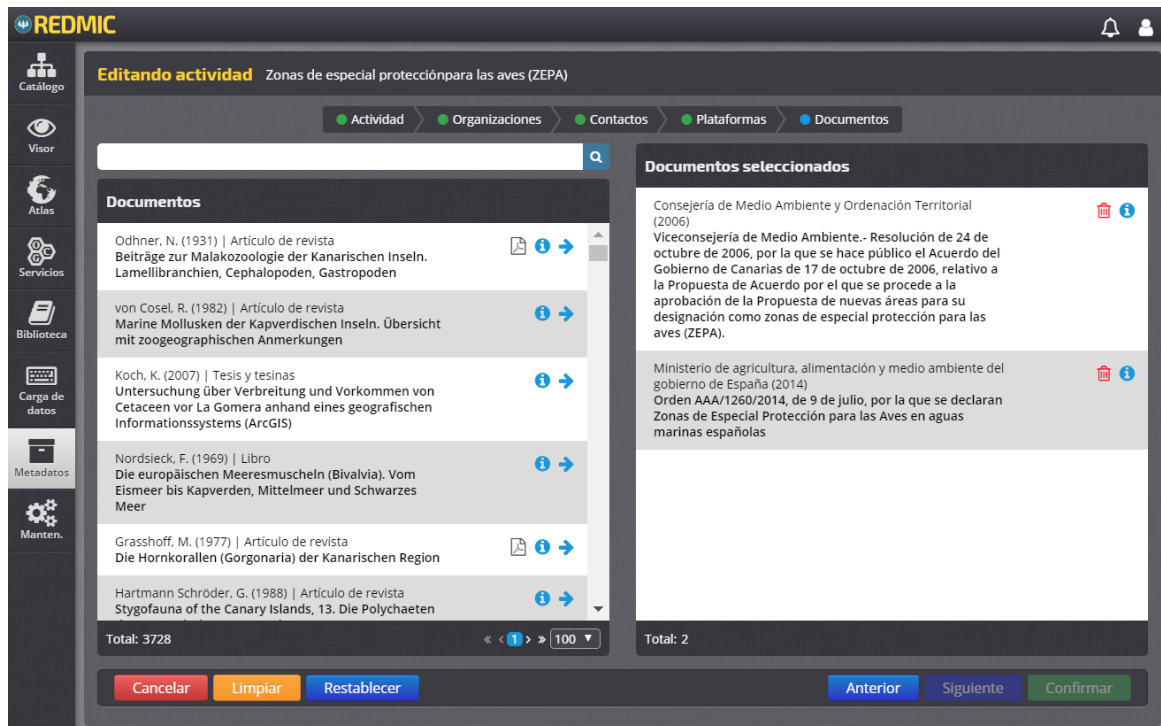 REDMIC
Catálogo
Visor
Atlas
Servicios
Biblioteca
Carga de
datos
Metadatos
Manten.
Editando actividad Zonas de especial protecciónpara las aves (ZEPA)
Actividad Organizaciones Contactos Plataformas Documentos
Documentos
Odhner, N. (1931) | Artículo de revista
Beiträge zur Malakozoologie der Kanarischen Inseln.
Lamellibranchien, Cephalopoden, Gastropoden
von Cosel, R. (1982) | Artículo de revista
Marine Mollusken der Kapverdischen Inseln. Übersicht
mit zoogeographischen Anmerkungen
Koch, K. (2007) | Tesis y tesinas
Untersuchung über Verbreitung und Vorkommen von
Cetaceen vor La Gomera anhand eines geografischen
Informationssystems (ArcGIS)
Nordsieck, F. (1969) | Libro
Die europäischen Meeresmuscheln (Bivalvia). Vom
Eismeer bis Kapverden, Mittelmeer und Schwarzes
Meer
Grasshoff, M. (1977) | Artículo de revista
Die Hornkorallen (Gorgonaria) der Kanarischen Region
Hartmann Schröder, G. (1988) | Artículo de revista
Stygofauna of the Canary Islands, 13. Die Polychaeten
Total: 3728 « < 1 > » 100
Documentos seleccionados
Consejería de Medio Ambiente y Ordenación Territorial
(2006)
Viceconsejería de Medio Ambiente.- Resolución de 24 de
octubre de 2006, por la que se hace público el Acuerdo del
Gobierno de Canarias de 17 de octubre de 2006, relativo a
la Propuesta de Acuerdo por el que se procede a la
aprobación de la Propuesta de nuevas áreas para su
designación como zonas de especial protección para las
aves (ZEPA).
Ministerio de agricultura, alimentación y medio ambiente del
gobierno de España (2014)
Orden AAA/1260/2014, de 9 de julio, por la que se declaran
Zonas de Especial Protección para las Aves en aguas
marinas españolas
Total: 2
Cancelar Limpiar Restablecer Anterior Siguiente Confirmar